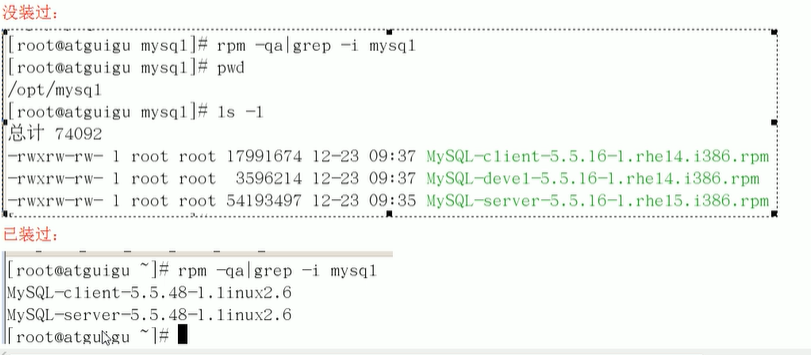 没装过:
[root@atguigu mysql]# rpm -qa|grep -i mysql
[root@atguigu mysql]# pwd
/opt/mysql
[root@atguigu mysql]# ls -l
总计 74092
-rwxrw-rw- 1 root root 17991674 12-23 09:37 MySQL-client-5.5.16-1.rhel4.i386.rpm
-rwxrw-rw- 1 root root 3596214 12-23 09:37 MySQL-devel-5.5.16-1.rhel4.i386.rpm
-rwxrw-rw- 1 root root 54193497 12-23 09:35 MySQL-server-5.5.16-1.rhel5.i386.rpm
已装过:
[root@atguigu ~]# rpm -qa|grep -i mysql
MySQL-client-5.5.48-1.linux2.6
MySQL-server-5.5.48-1.linux2.6
[root@atguigu ~]#